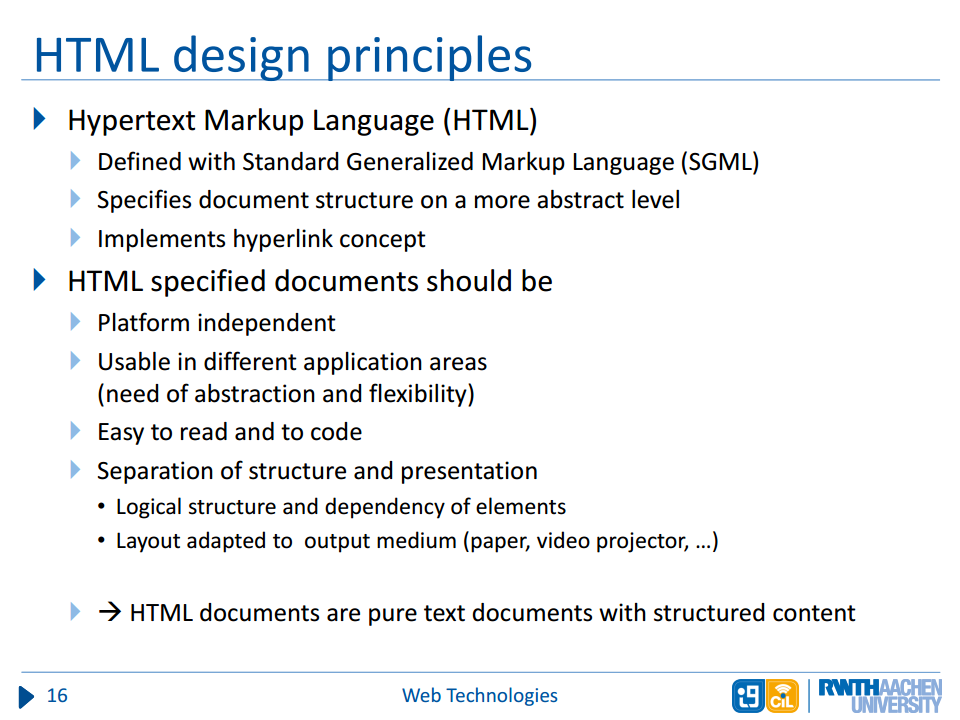 HTML design principles
Hypertext Markup Language (HTML)
Defined with Standard Generalized Markup Language (SGML)
Specifies document structure on a more abstract level
Implements hyperlink concept
HTML specified documents should be
Platform independent
Usable in different application areas
(need of abstraction and flexibility)
Easy to read and to code
Separation of structure and presentation
• Logical structure and dependency of elements
• Layout adapted to output medium (paper, video projector, …)
→ HTML documents are pure text documents with structured content
16
Web Technologies
i9
CiL
RWTHAACHEN
UNIVERSITY